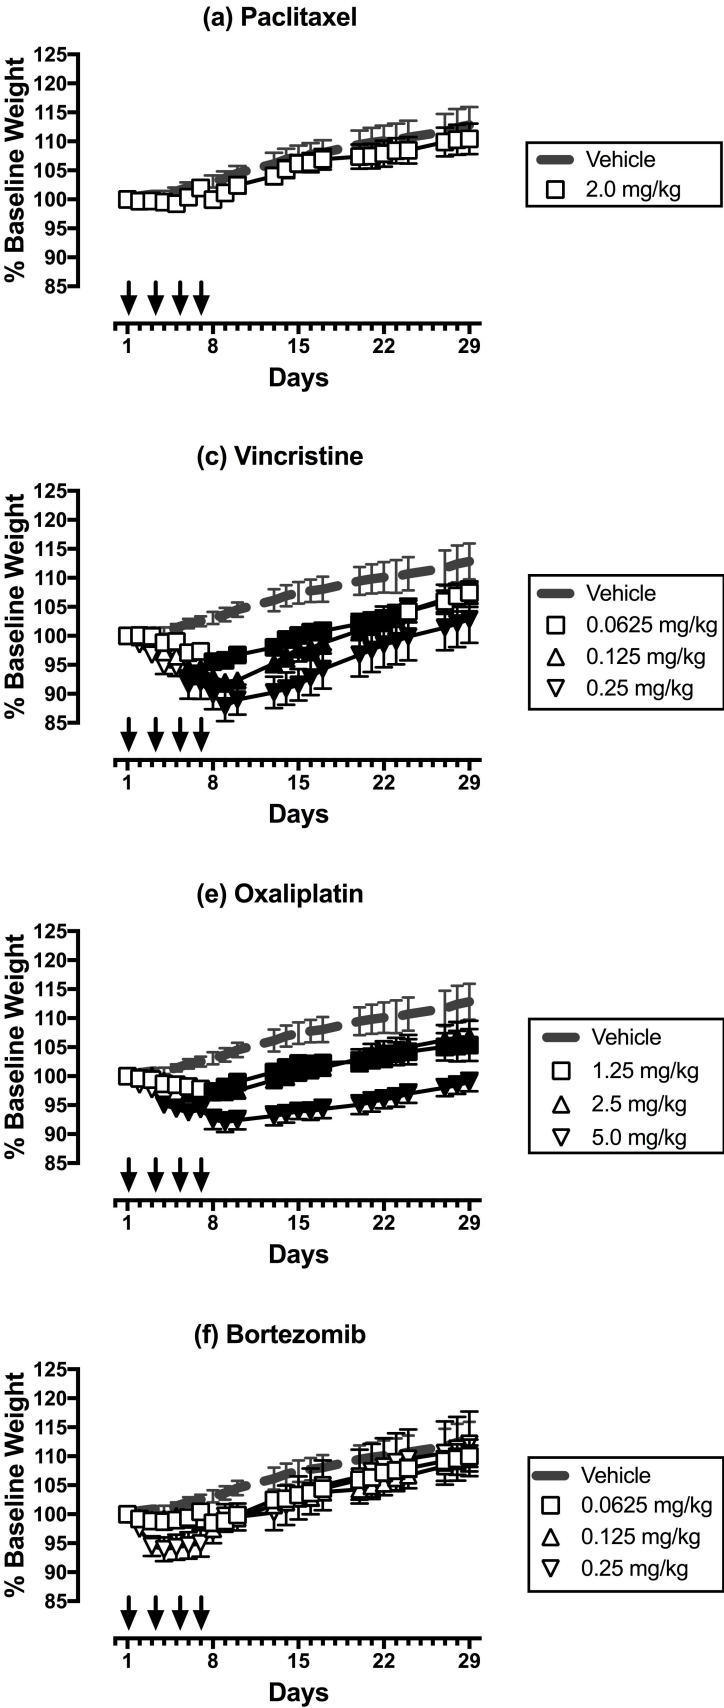 (a) Paclitaxel
% Baseline Weight
125
120
115
110
105
100
95
90
85
1 8 15 22 29
Days
Vehicle
2.0 mg/kg
(c) Vincristine
% Baseline Weight
125
120
115
110
105
100
95
90
85
1 8 15 22 29
Days
Vehicle
0.0625 mg/kg
0.125 mg/kg
0.25 mg/kg
(e) Oxaliplatin
% Baseline Weight
125
120
115
110
105
100
95
90
85
1 8 15 22 29
Days
Vehicle
1.25 mg/kg
2.5 mg/kg
5.0 mg/kg
(f) Bortezomib
% Baseline Weight
125
120
115
110
105
100
95
90
85
1 8 15 22 29
Days
Vehicle
0.0625 mg/kg
0.125 mg/kg
0.25 mg/kg